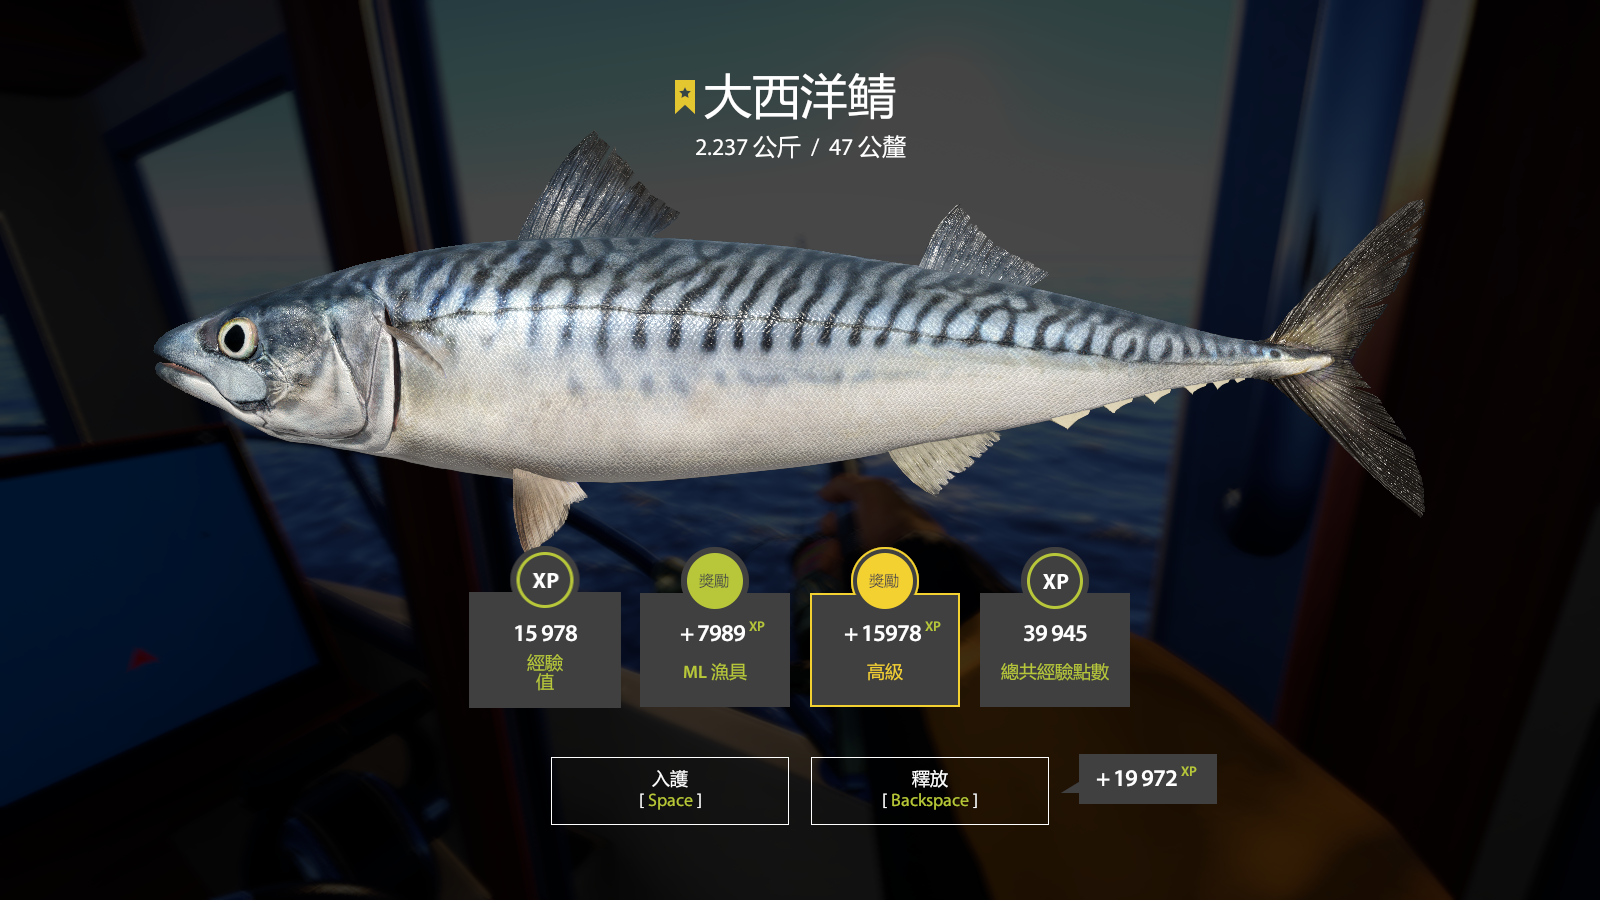 大西洋鯖
2.237 公斤 / 47 公釐
XP
獎勵
獎勵
XP
15 978
+7989 XP
+15978 XP
39 945
經驗
值
ML 漁具
高級
總共經驗點數
入護
[ Space ]
釋放
[ Backspace ]
+19 972 XP